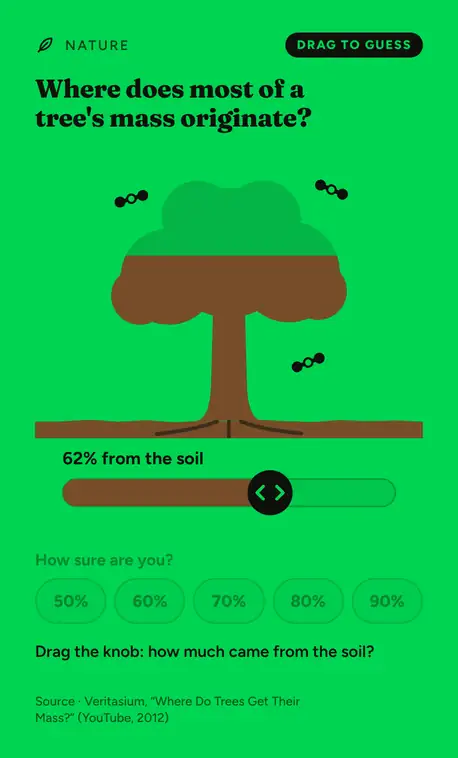 NATURE
DRAG TO GUESS
Where does most of a
tree's mass originate?
62% from the soil
How sure are you?
50%
60%
70%
80%
90%
Drag the knob: how much came from the soil?
Source · Veritasium, “Where Do Trees Get Their
Mass?” (YouTube, 2012)